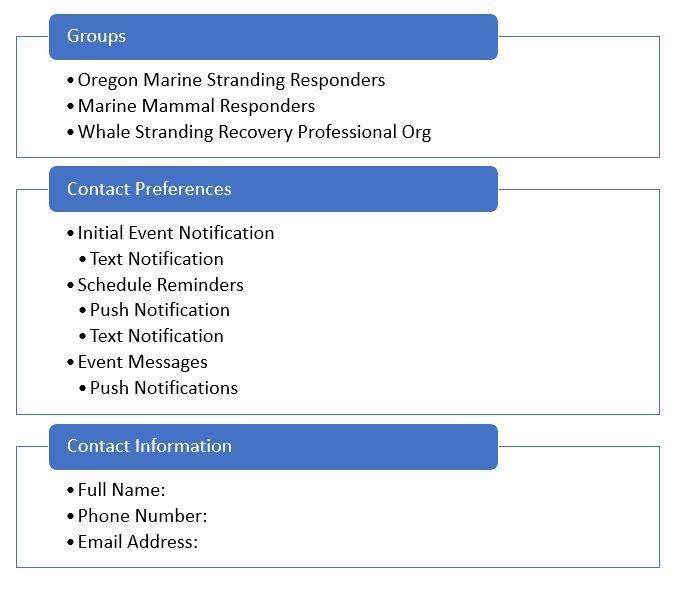 Groups
•Oregon Marine Stranding Responders
•Marine Mammal Responders
•Whale Stranding Recovery Professional Org
Contact Preferences
•Initial Event Notification
•Text Notification
•Schedule Reminders
•Push Notification
•Text Notification
•Event Messages
•Push Notifications
Contact Information
•Full Name:
•Phone Number:
•Email Address: